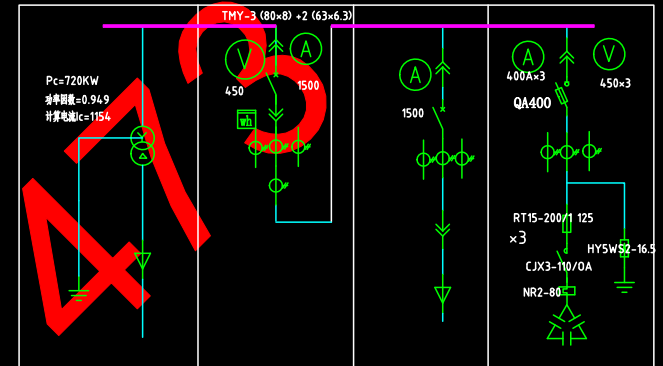 TMY-3 (80×8) +2 (63×6.3)
Pc=720KW
功率因数=0.949
计算电流Ic=1154
V
A
450
1500
wh
A
1500
A
V
400A×3
450×3
QA400
RT15-200/1 125
×3
HY5WS2-16.5
CJX3-110/0A
NR2-80